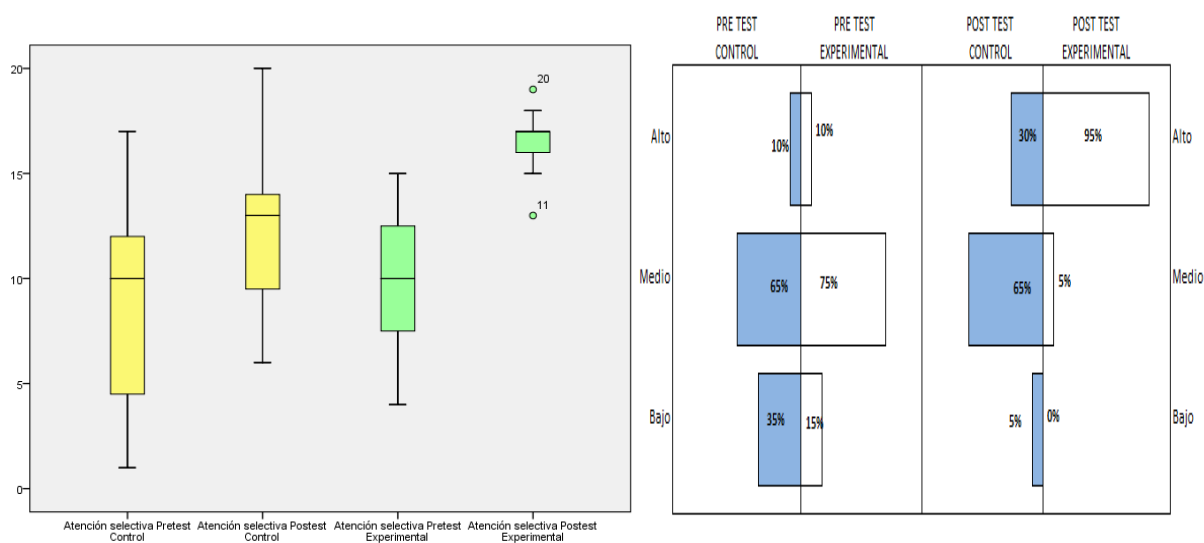 20
15
10
5
0
20
11
Atención selectiva Pretest
Control
Atención selectiva Postest
Control
Atención selectiva Pretest
Experimental
Atención selectiva Postest
Experimental
PRE TEST
CONTROL
PRE TEST
EXPERIMENTAL
POST TEST
CONTROL
POST TEST
EXPERIMENTAL
Alto
10%
10%
30%
95%
Alto
Medio
65%
75%
65%
5%
Medio
Bajo
35%
15%
5%
0%
Bajo